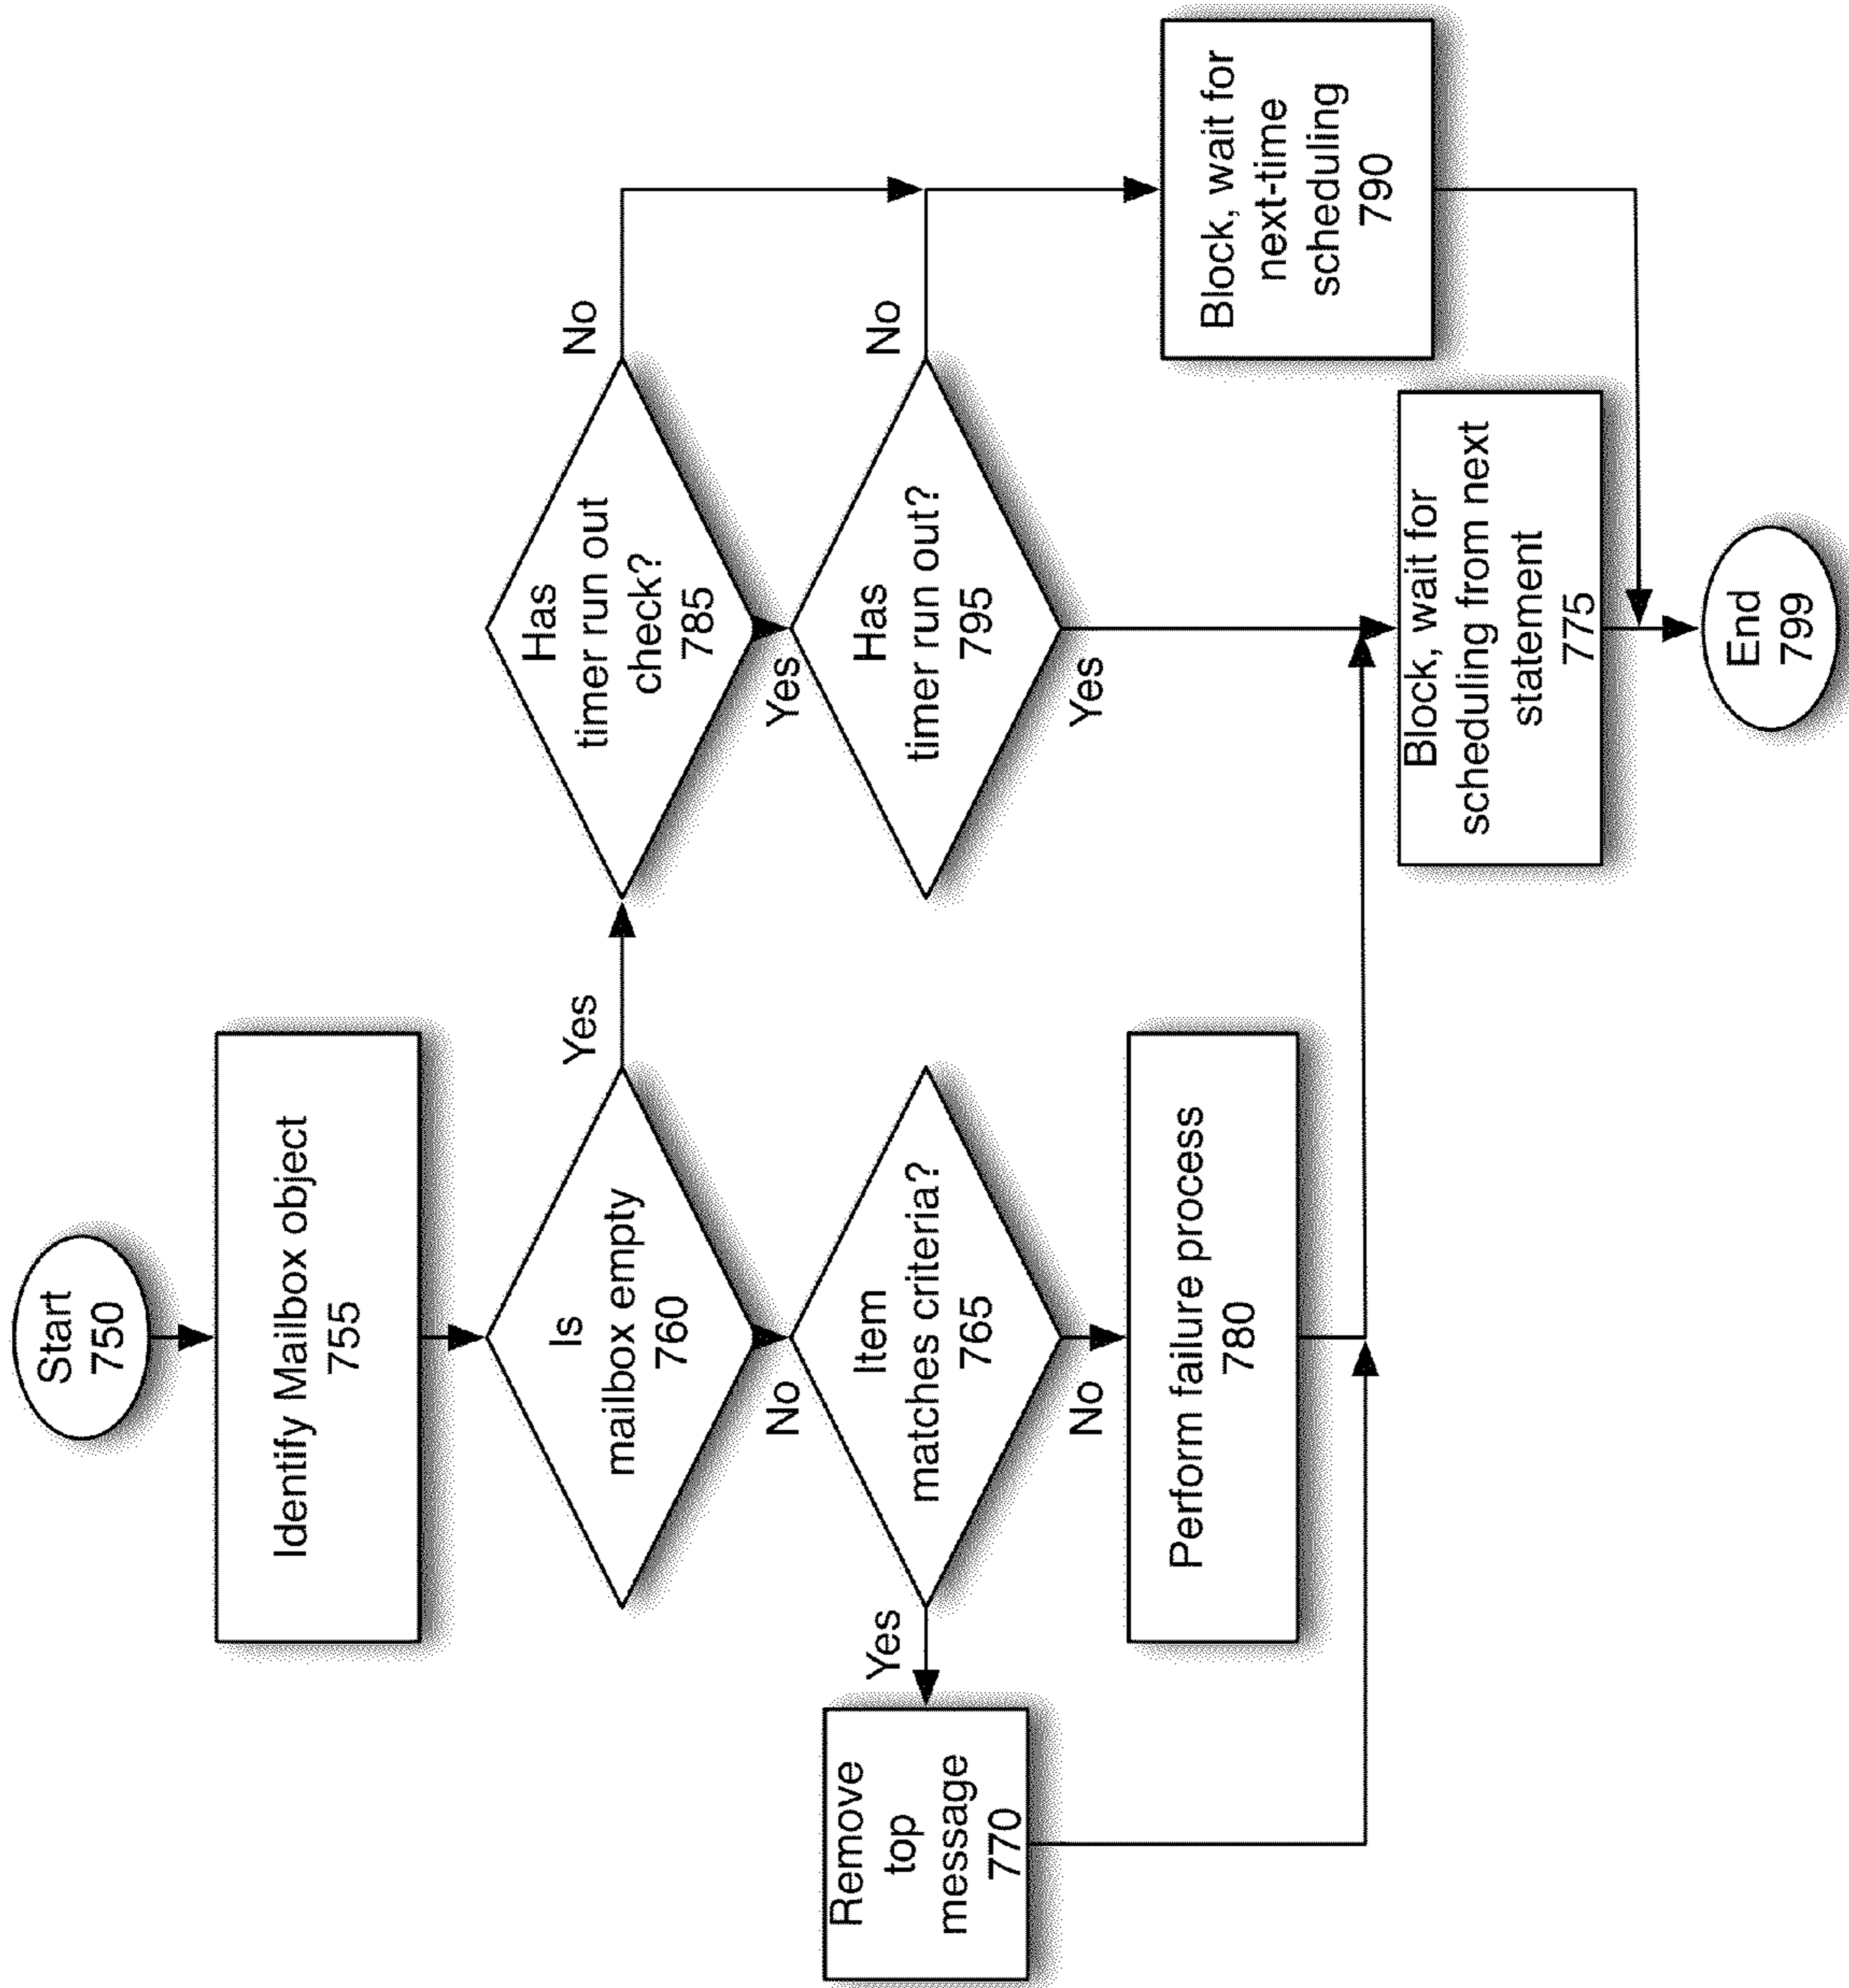 Start
750
Identify Mailbox object
755
Is
mailbox empty
760
Yes
No
Has
timer run out
check?
785
No
Yes
Item
matches criteria?
765
Yes
No
Remove
top
message
770
Has
timer run out?
795
No
Yes
Perform failure process
780
Block, wait for
next-time
scheduling
790
Block, wait for
scheduling from next
statement
775
End
799